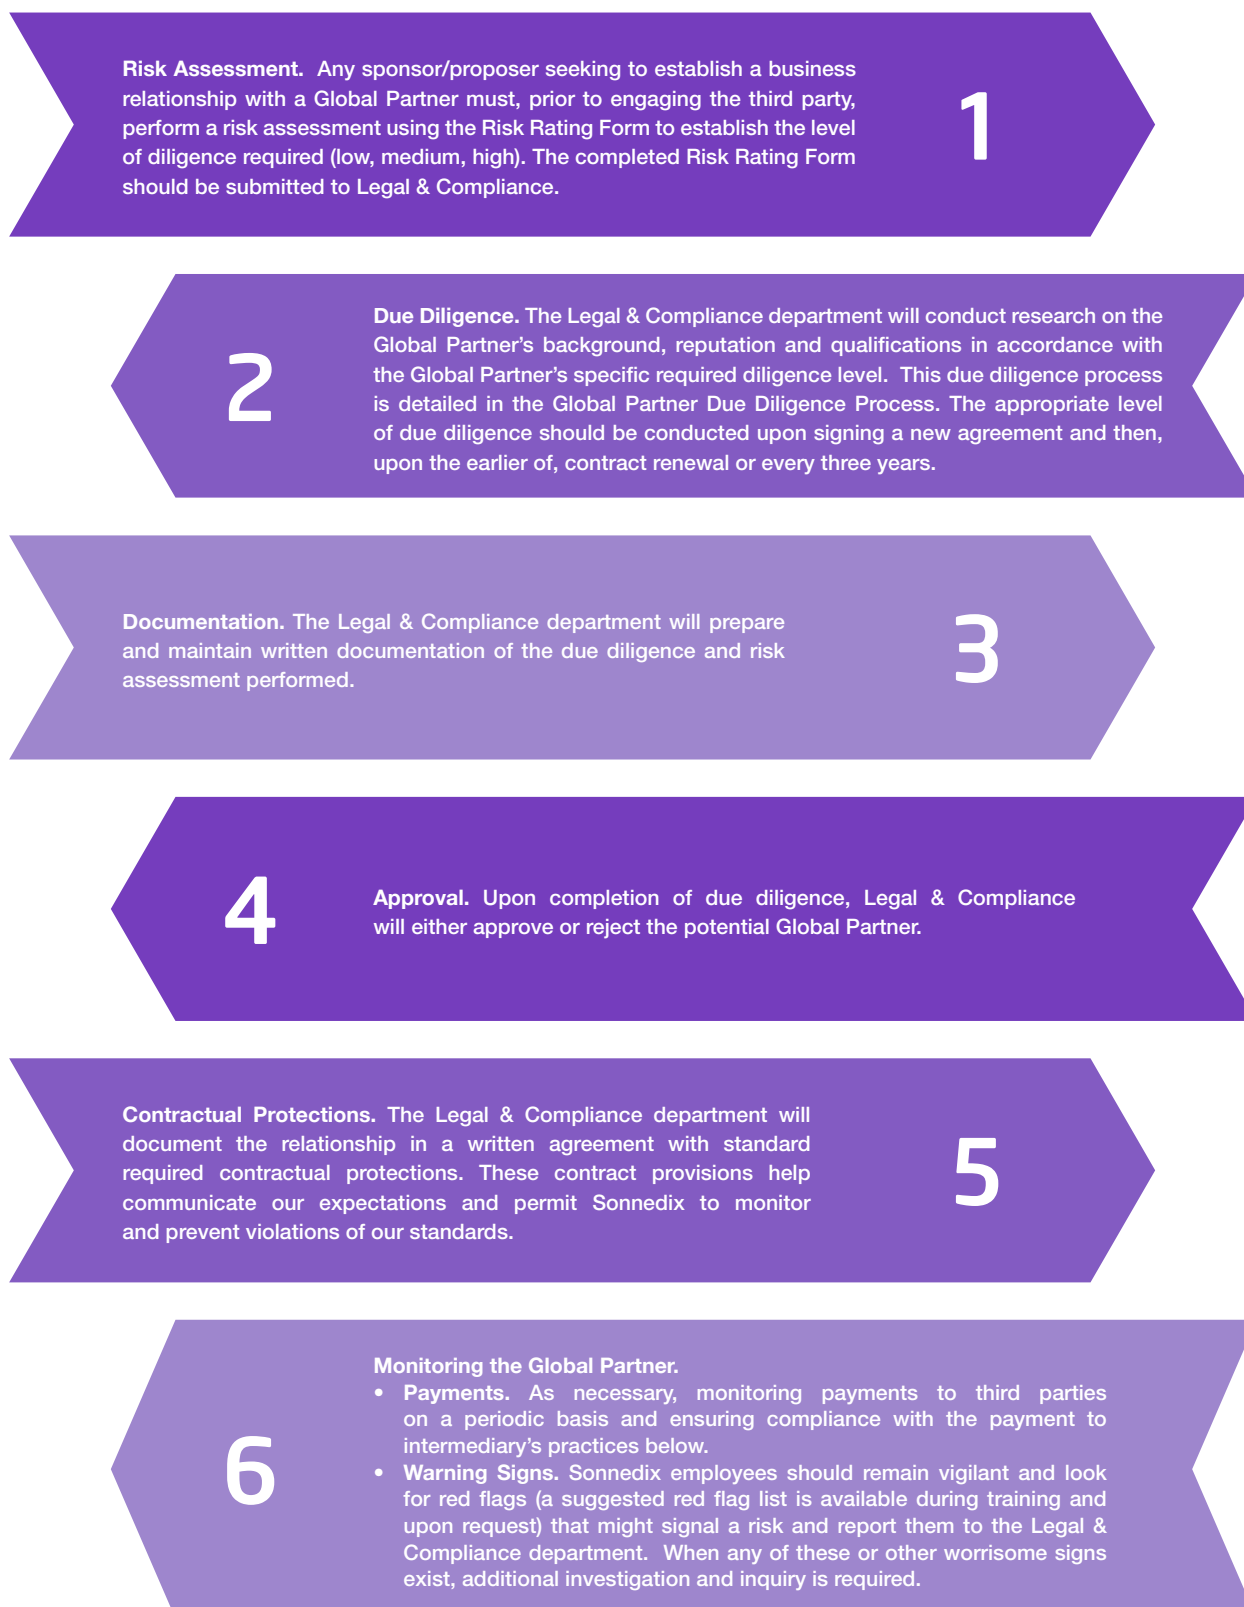 Risk Assessment. Any sponsor/proposer seeking to establish a business
relationship with a Global Partner must, prior to engaging the third party,
perform a risk assessment using the Risk Rating Form to establish the level
of diligence required (low, medium, high). The completed Risk Rating Form
should be submitted to Legal & Compliance.
1
2
Due Diligence. The Legal & Compliance department will conduct research on the
Global Partner’s background, reputation and qualifications in accordance with
the Global Partner’s specific required diligence level. This due diligence process
is detailed in the Global Partner Due Diligence Process. The appropriate level
of due diligence should be conducted upon signing a new agreement and then,
upon the earlier of, contract renewal or every three years.
Documentation. The Legal & Compliance department will prepare
and maintain written documentation of the due diligence and risk
assessment performed.
3
4
Approval. Upon completion of due diligence, Legal & Compliance
will either approve or reject the potential Global Partner.
Contractual Protections. The Legal & Compliance department will
document the relationship in a written agreement with standard
required contractual protections. These contract provisions help
communicate our expectations and permit Sonnedix to monitor
and prevent violations of our standards.
5
6
Monitoring the Global Partner.
• Payments. As necessary, monitoring payments to third parties
on a periodic basis and ensuring compliance with the payment to
intermediary’s practices below.
• Warning Signs. Sonnedix employees should remain vigilant and look
for red flags (a suggested red flag list is available during training and
upon request) that might signal a risk and report them to the Legal &
Compliance department. When any of these or other worrisome signs
exist, additional investigation and inquiry is required.